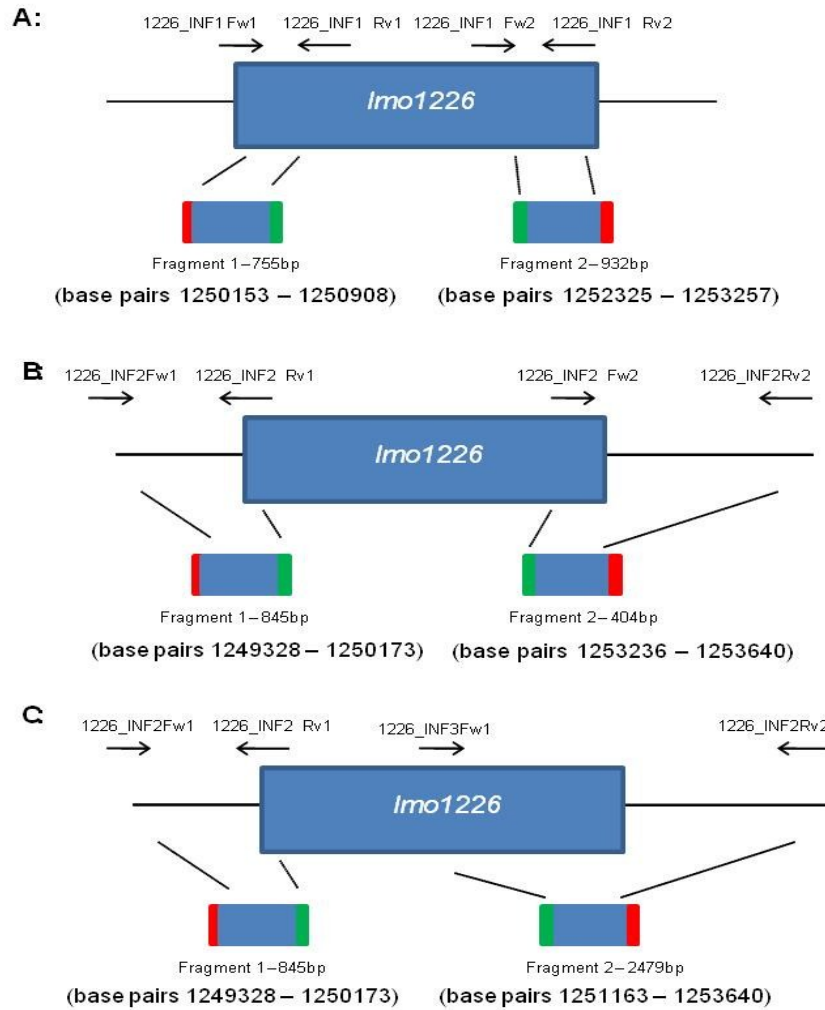 A:
1226_INF1 Fw1 1226_INF1 Rv1 1226_INF1 Fw2 1226_INF1 Rv2
lmo1226
Fragment 1–755bp Fragment 2–932bp
(base pairs 1250153 – 1250908) (base pairs 1252325 – 1253257)
B:
1226_INF2Fw1 1226_INF2 Rv1 1226_INF2 Fw2 1226_INF2Rv2
lmo1226
Fragment 1–845bp Fragment 2–404bp
(base pairs 1249328 – 1250173) (base pairs 1253236 – 1253640)
C:
1226_INF2Fw1 1226_INF2 Rv1 1226_INF3Fw1 1226_INF2Rv2
lmo1226
Fragment 1–845bp Fragment 2–2479bp
(base pairs 1249328 – 1250173) (base pairs 1251163 – 1253640)